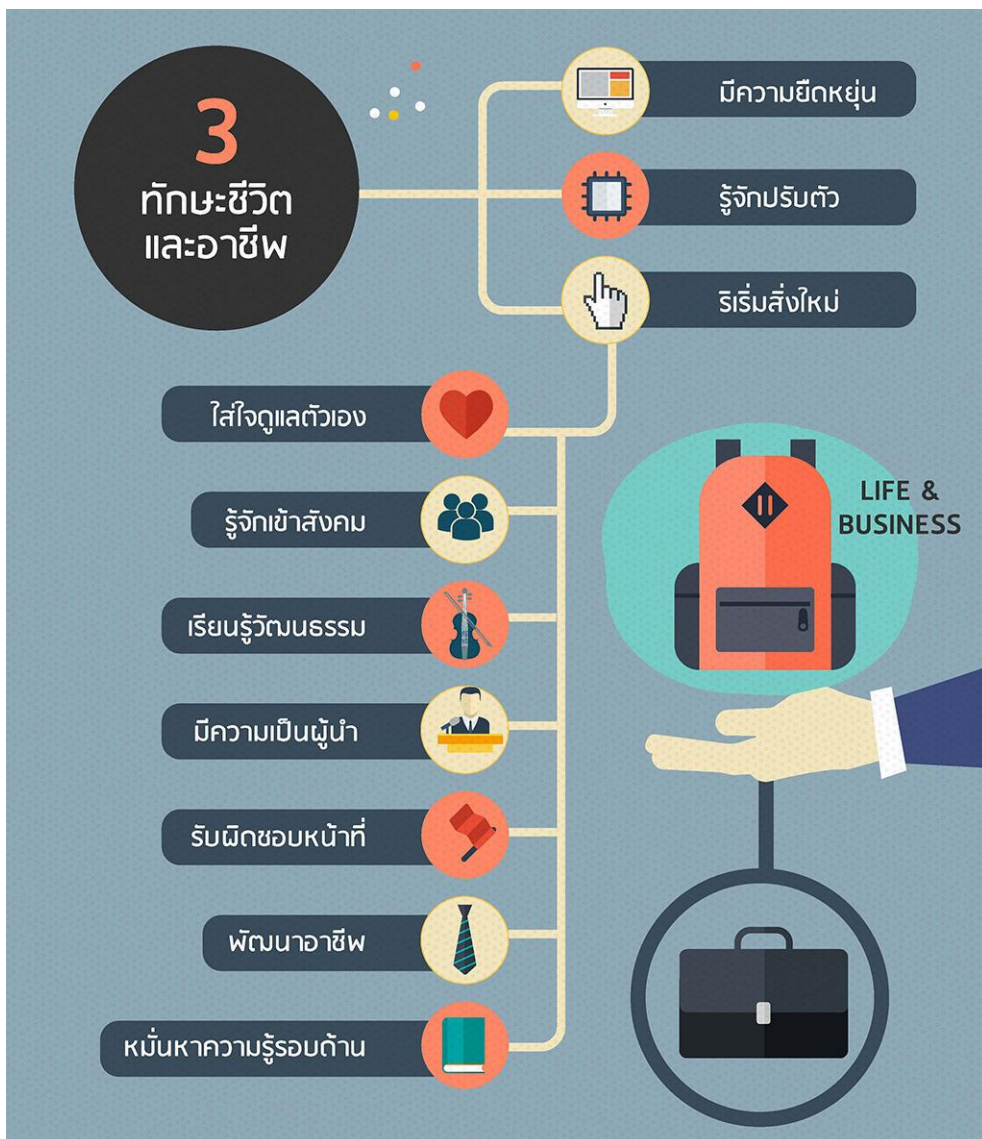 3
ทักษะชีวิต
และอาชีพ
มีความยืดหยุ่น
รู้จักปรับตัว
ริเริ่มสิ่งใหม่
ใส่ใจดูแลตัวเอง
รู้จักเข้าสังคม
เรียนรู้วัฒนธรรม
มีความเป็นผู้นำ
รับผิดชอบหน้าที่
พัฒนาอาชีพ
หมั่นหาความรู้รอบด้าน
LIFE &
BUSINESS